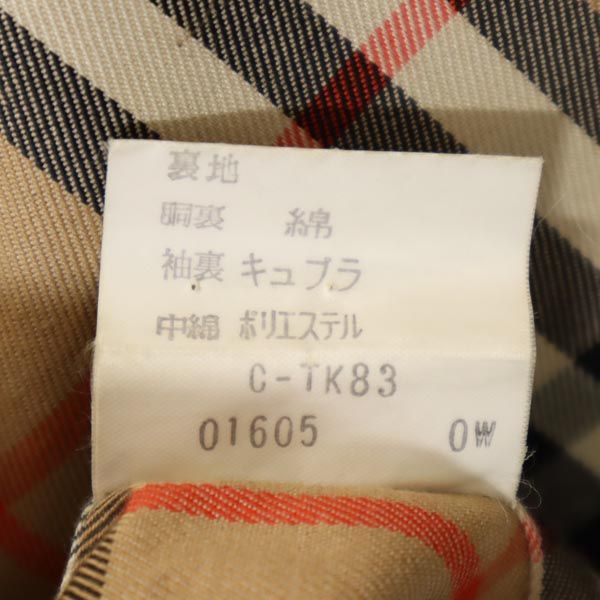 裏地
胴裏 綿
袖裏 キュプラ
中綿 ポリエステル
C-TK83
01605 0W